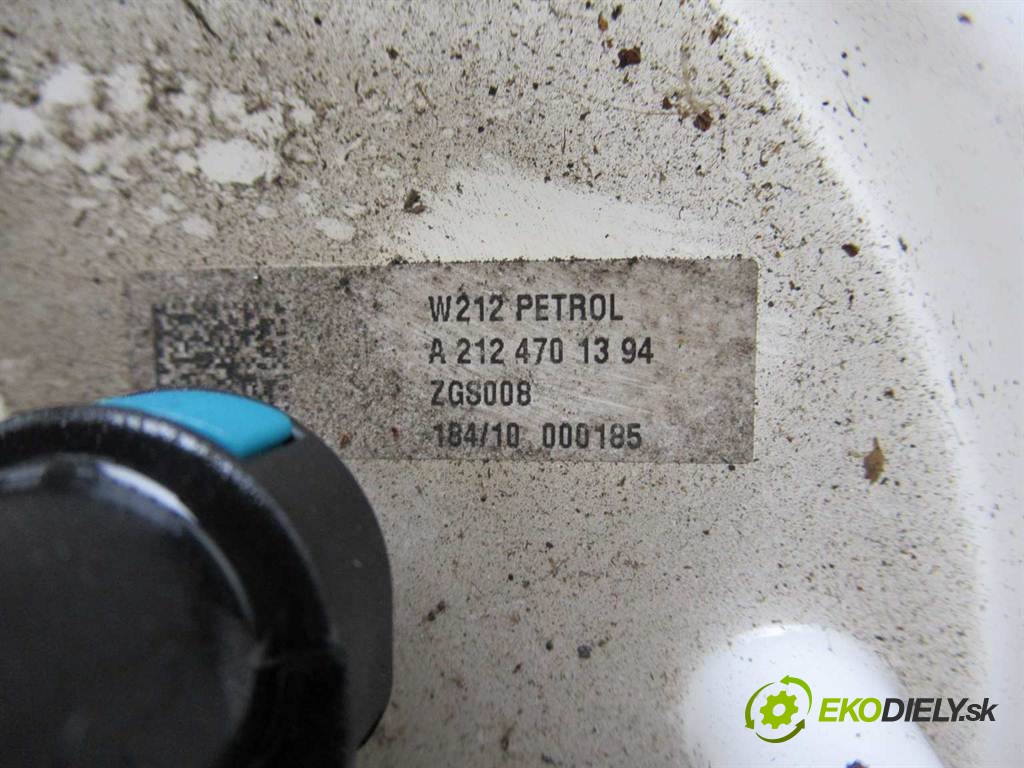 W212 PETROL
A 212 470 13 94
ZGS008
184/10 000185
EKODIELY.sk